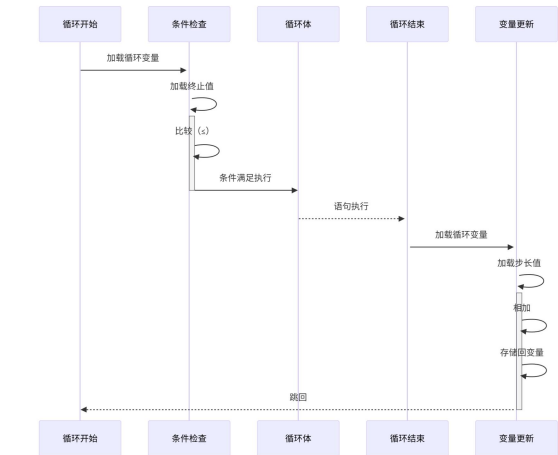 循环开始
条件检查
循环体
循环结束
变量更新
加载循环变量
加载终止值
比较（≤）
条件满足执行
语句执行
加载循环变量
加载步长值
相加
存储回变量
跳回
循环开始
条件检查
循环体
循环结束
变量更新